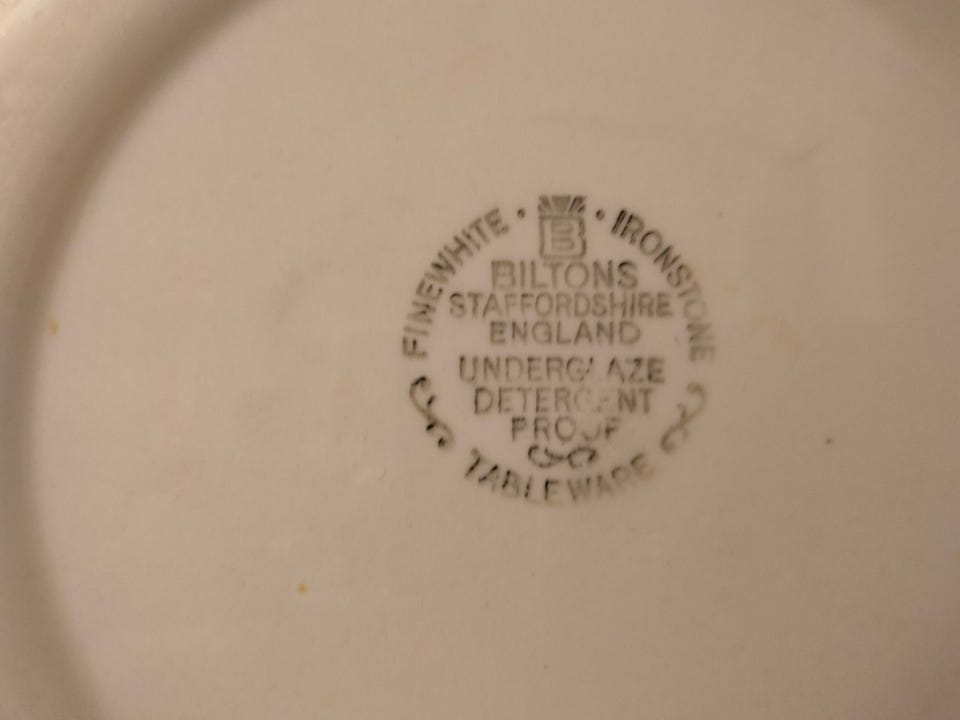 FINEWHITE • B • IRONSTONE
BILTONS
STAFFORDSHIRE
ENGLAND
UNDERGLAZE
DETERGENT
PROOF
TABLEWARE